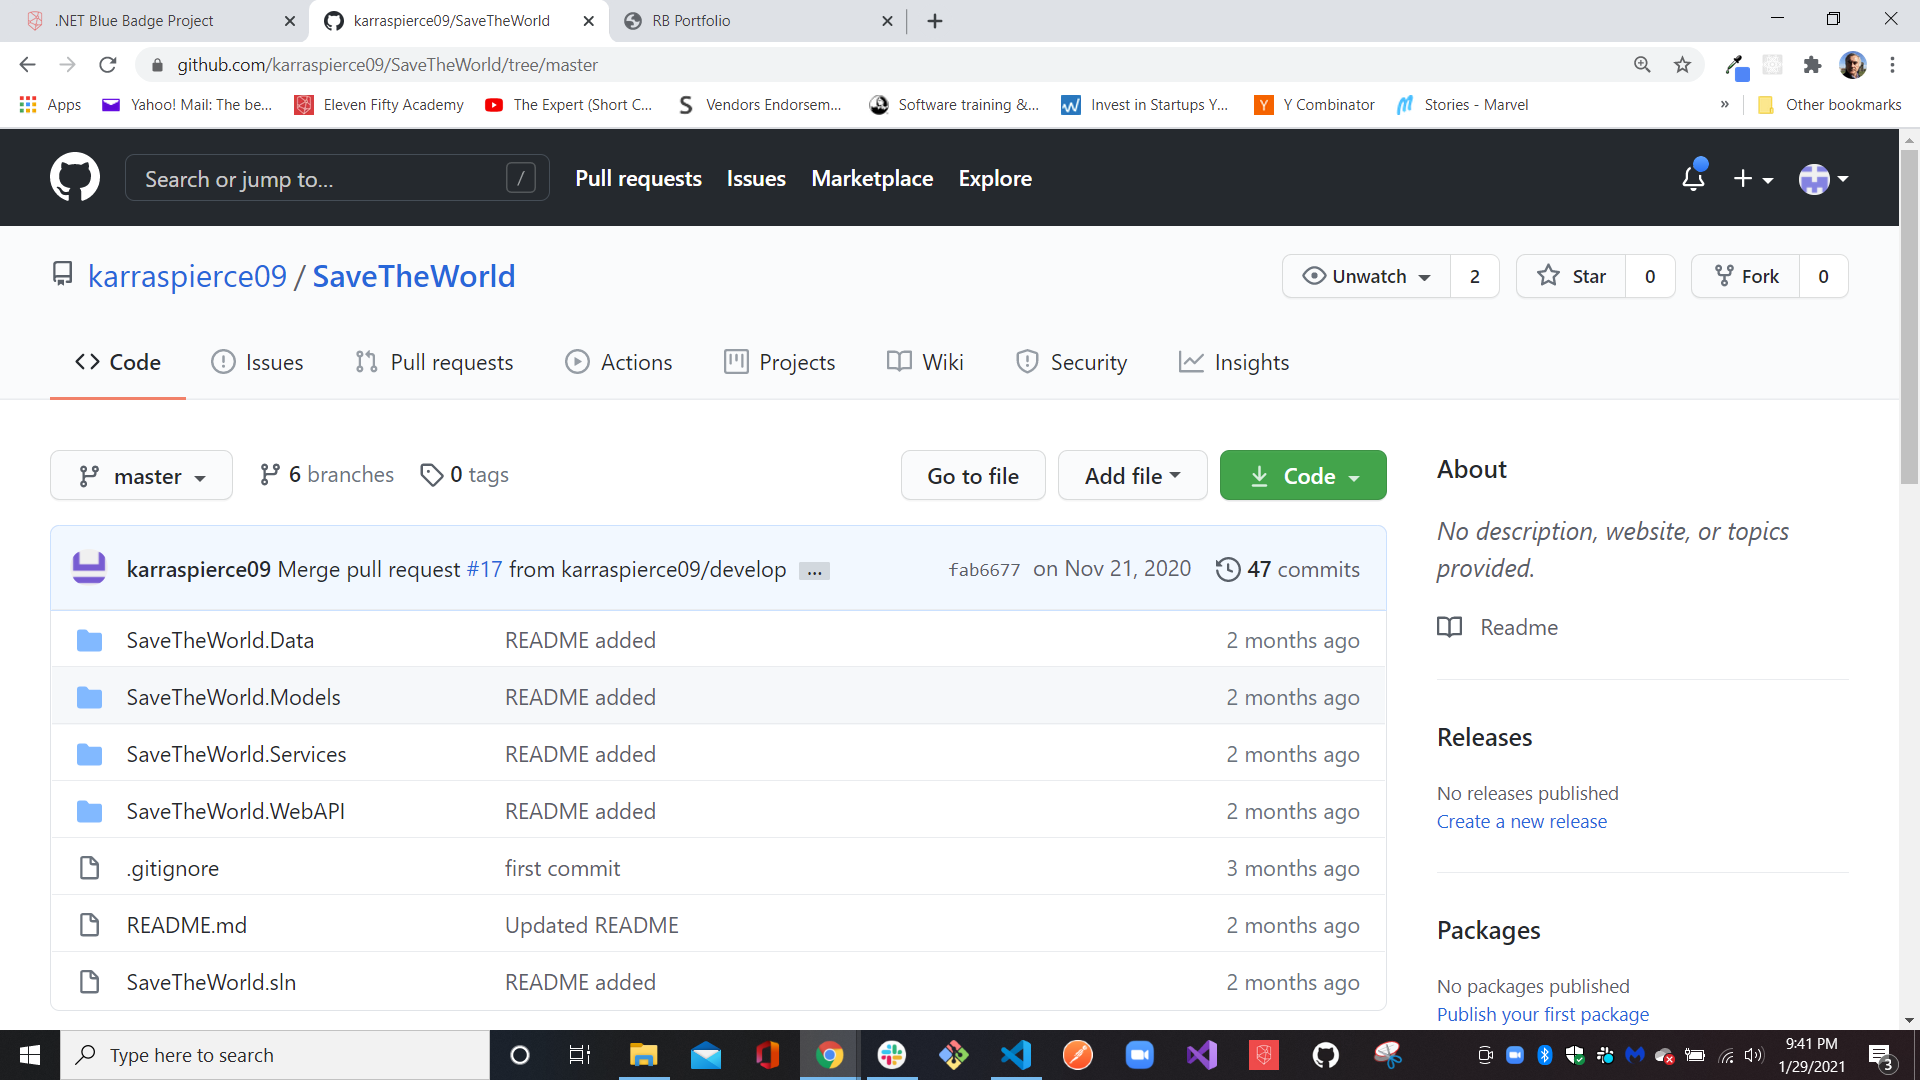 .NET Blue Badge Project
karraspierce09/SaveTheWorld
RB Portfolio
github.com/karraspierce09/SaveTheWorld/tree/master
Apps
Yahoo! Mail: The be...
Eleven Fifty Academy
The Expert (Short C...
Vendors Endorsem...
Software training &...
Invest in Startups Y...
Y Combinator
Stories - Marvel
»
Other bookmarks
Search or jump to...
/
Pull requests
Issues
Marketplace
Explore
karraspierce09 / SaveTheWorld
Unwatch 2
Star 0
Fork 0
Code
Issues
Pull requests
Actions
Projects
Wiki
Security
Insights
master
6 branches
0 tags
Go to file
Add file
Code
karraspierce09 Merge pull request #17 from karraspierce09/develop ...
fab6677 on Nov 21, 2020
47 commits
SaveTheWorld.Data README added 2 months ago
SaveTheWorld.Models README added 2 months ago
SaveTheWorld.Services README added 2 months ago
SaveTheWorld.WebAPI README added 2 months ago
.gitignore first commit 3 months ago
README.md Updated README 2 months ago
SaveTheWorld.sln README added 2 months ago
About
No description, website, or topics
provided.
Readme
Releases
No releases published
Create a new release
Packages
No packages published
Publish your first package
Type here to search
9:41 PM
1/29/2021
3